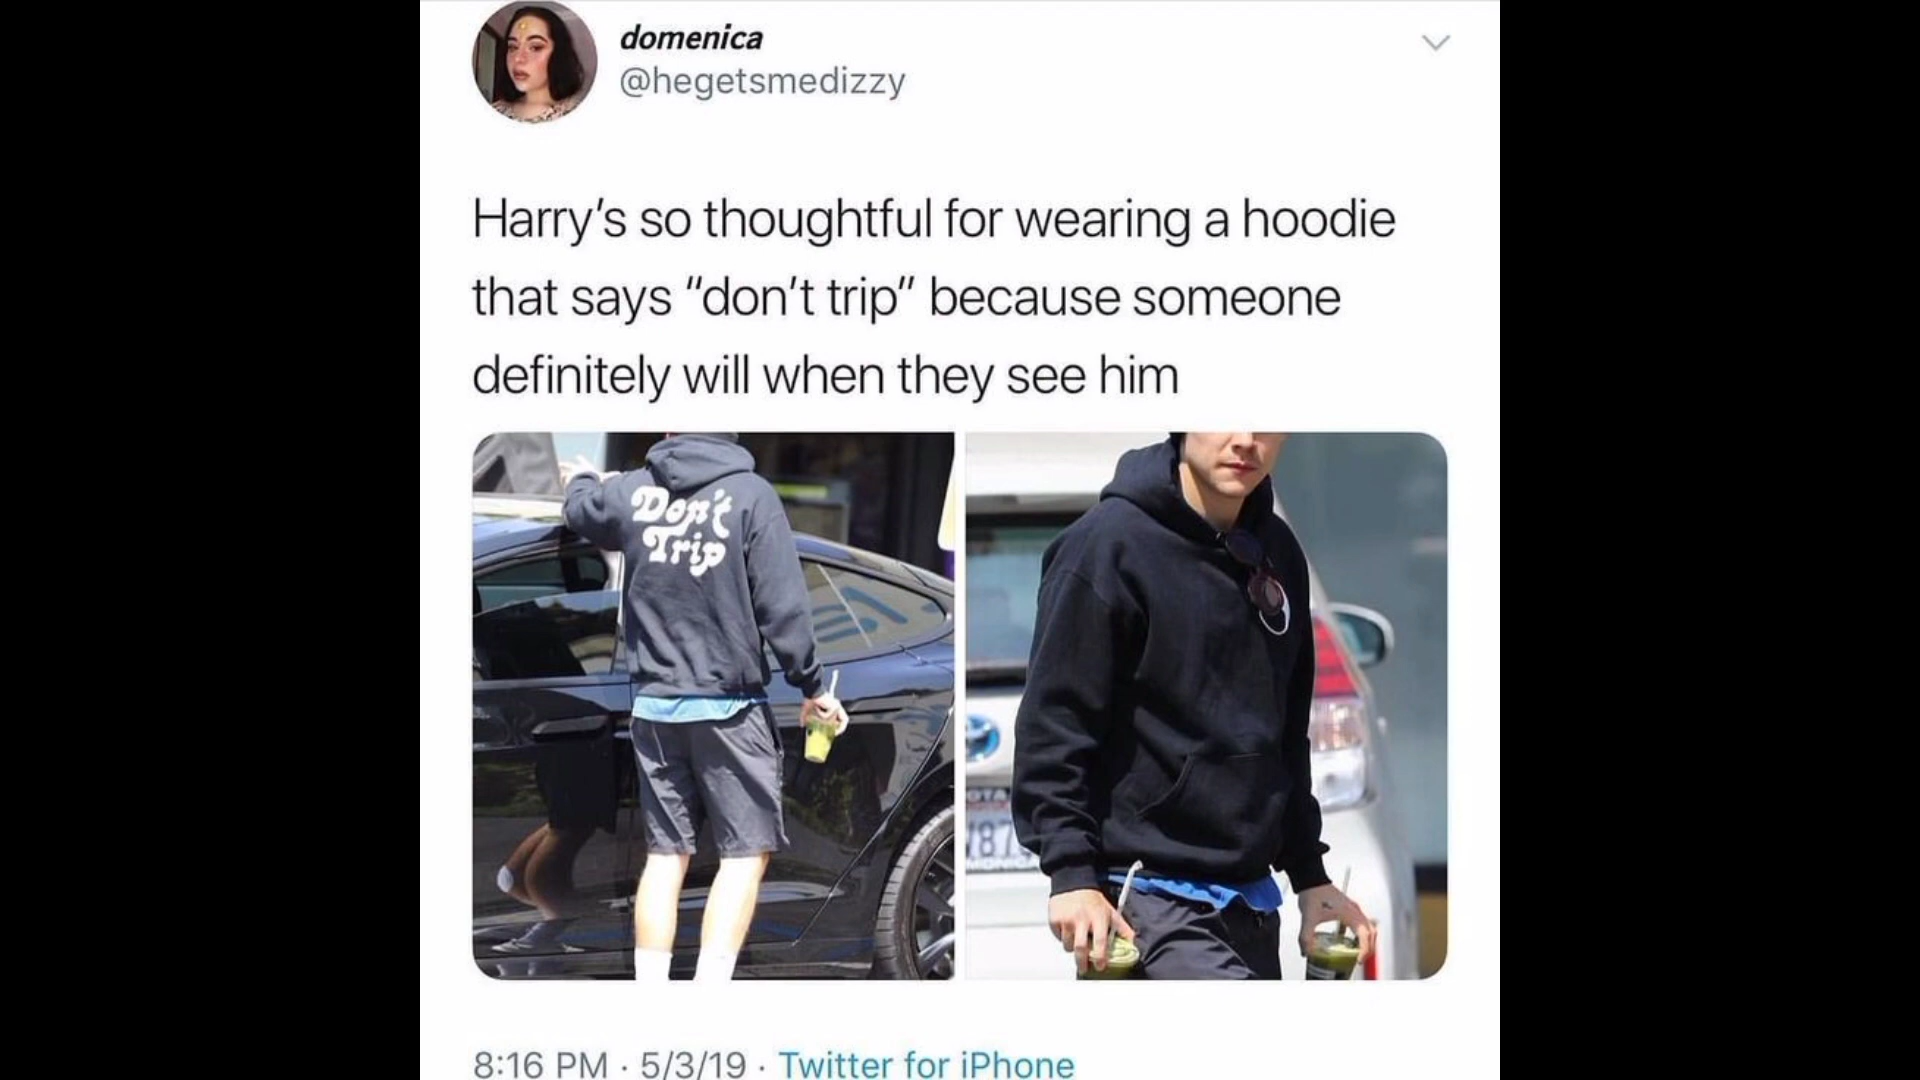 domenica
@hegetsmedizzy
Harry's so thoughtful for wearing a hoodie
that says "don't trip" because someone
definitely will when they see him
Don't
Trip
8:16 PM · 5/3/19 · Twitter for iPhone